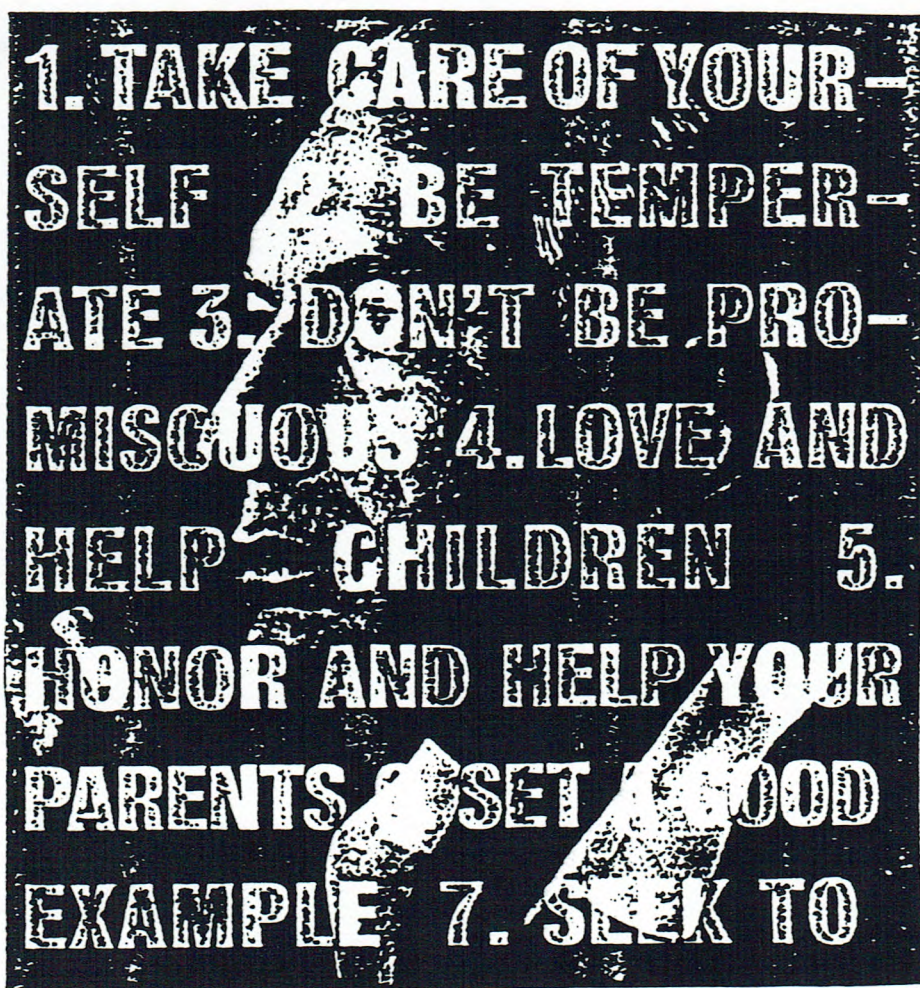 1. TAKE CARE OF YOUR-
SELF BE TEMPER-
ATE 3. DON'T BE PRO-
MISCUOUS 4. LOVE AND
HELP CHILDREN 5.
HONOR AND HELP YOUR
PARENTS SET GOOD
EXAMPLE 7. SEEK TO